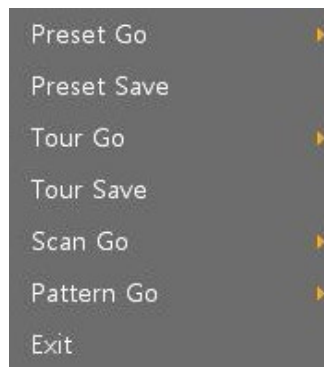 Preset Go
Preset Save
Tour Go
Tour Save
Scan Go
Pattern Go
Exit